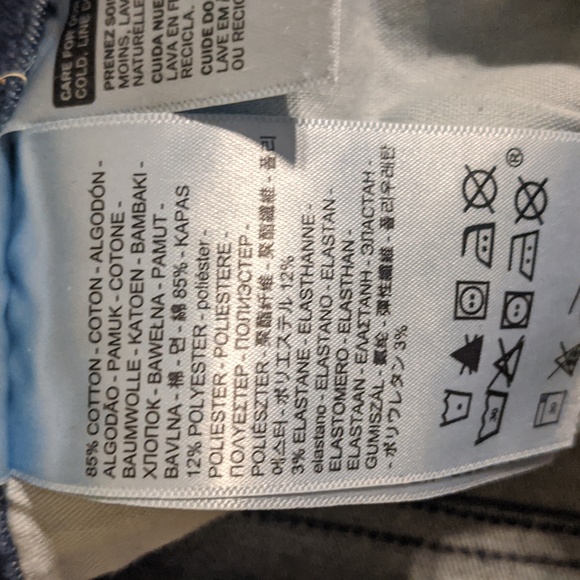 CARE FOR
COLD. LINE D
PRENEZ SOI
MOINS, LAV
NATURELLE
CUIDA NUE
LAVA EN F
RECICLA.
CUIDE DO
LAVE EM
OU RECIC
85% COTTON - COTON - ALGODÓN -
ALGODÃO - PAMUK - COTONE -
BAUMWOLLE - KATOEN - BAMBAKI -
ХЛОПОК - BAWEŁNA - PAMUT -
BAVLNA - 棉 - 면 - 綿 85% - KAPAS
12% POLYESTER - poliéster -
POLIESTER - POLIESTERE -
ΠΟΛΥΕΣΤΕΡ - ПОЛИЭСТЕР -
POLIÉSZTER - 聚酯纤维 - 聚酯纖維 - 폴리
에스터 - ポリエステル 12%
3% ELASTANE - ELASTHANNE -
elastano - ELASTANO - ELASTAN -
ELASTOMERO - ELASTHAN -
ELASTAAN - ΕΛΑΣΤΑΝΗ - ЭЛАСТАН -
GUMISZAL - 氨纶 - 彈性纖維 - 폴리우레탄
- ポリウレタン 3%
®
30